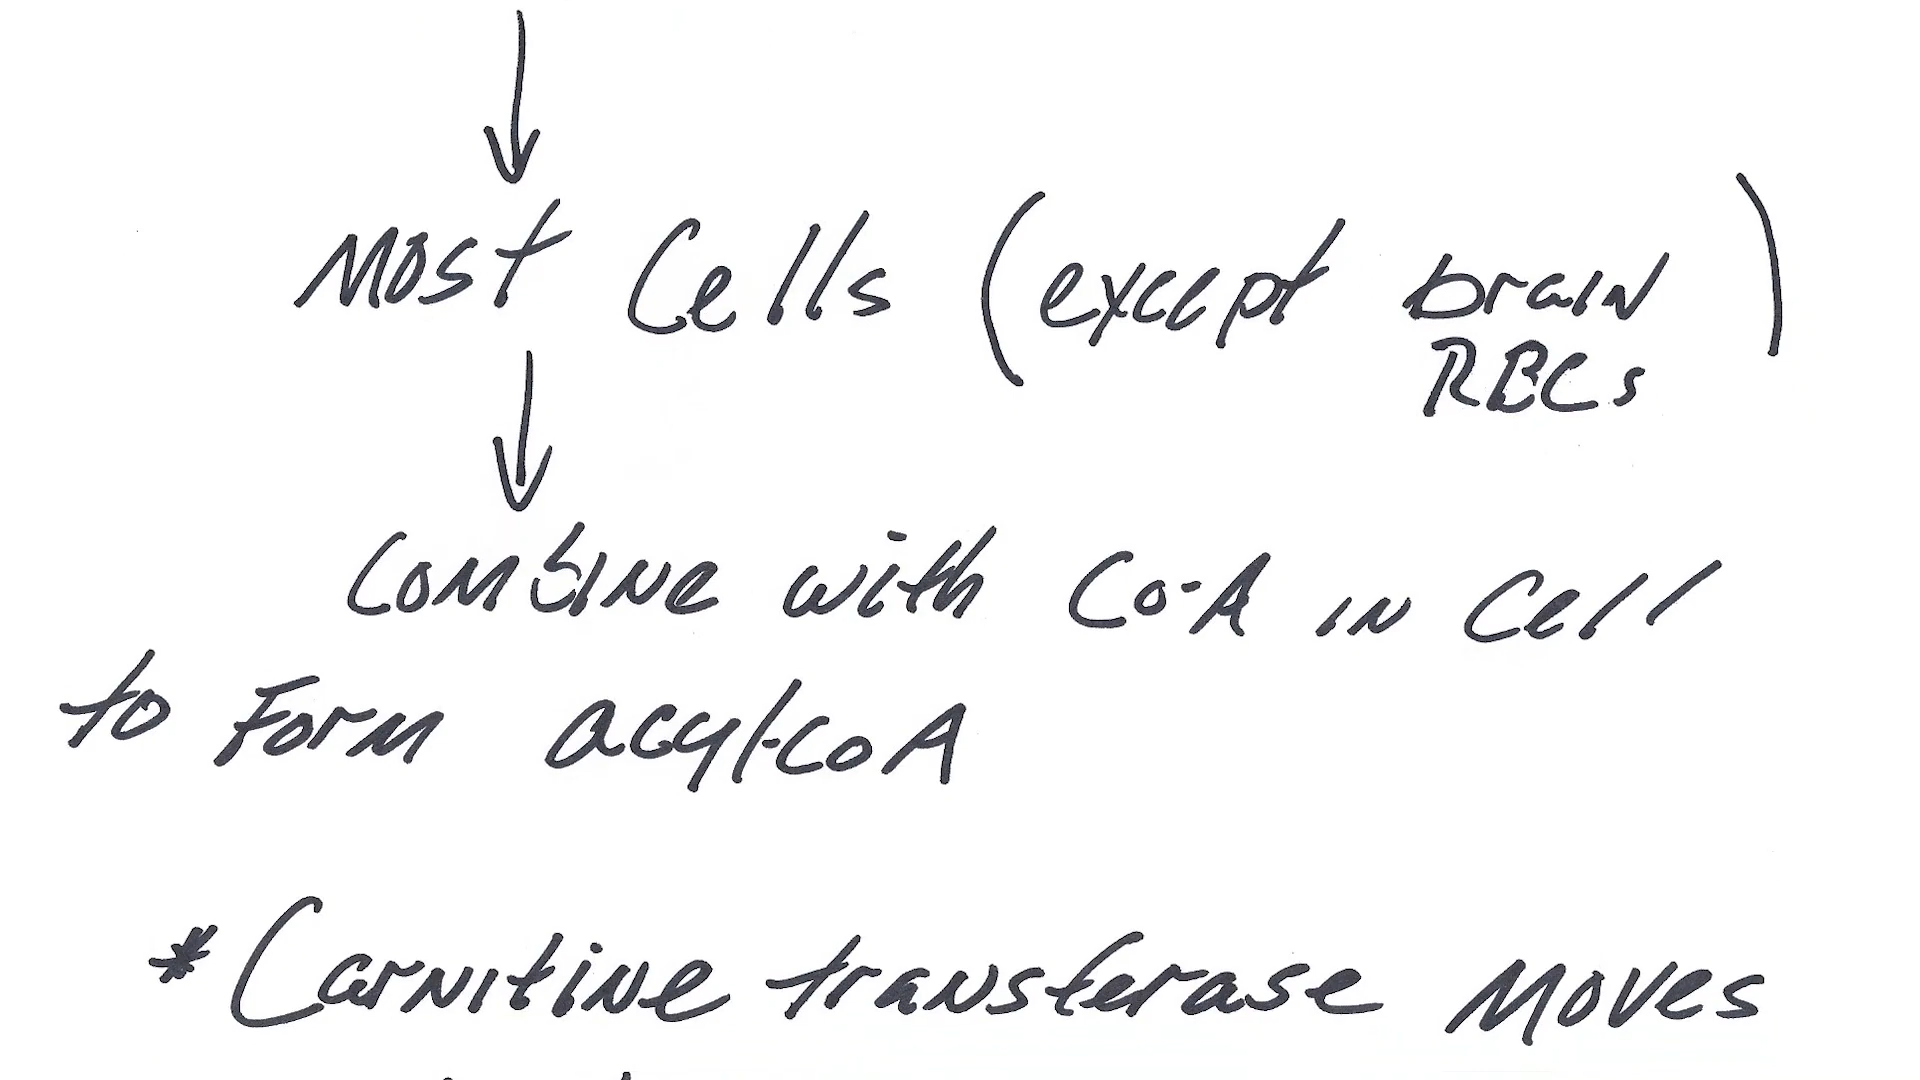 Most Cells (except brain)
RBCs
Combine with Co-A in Cell
to Form acyl-coA
* Carnitine transferase moves